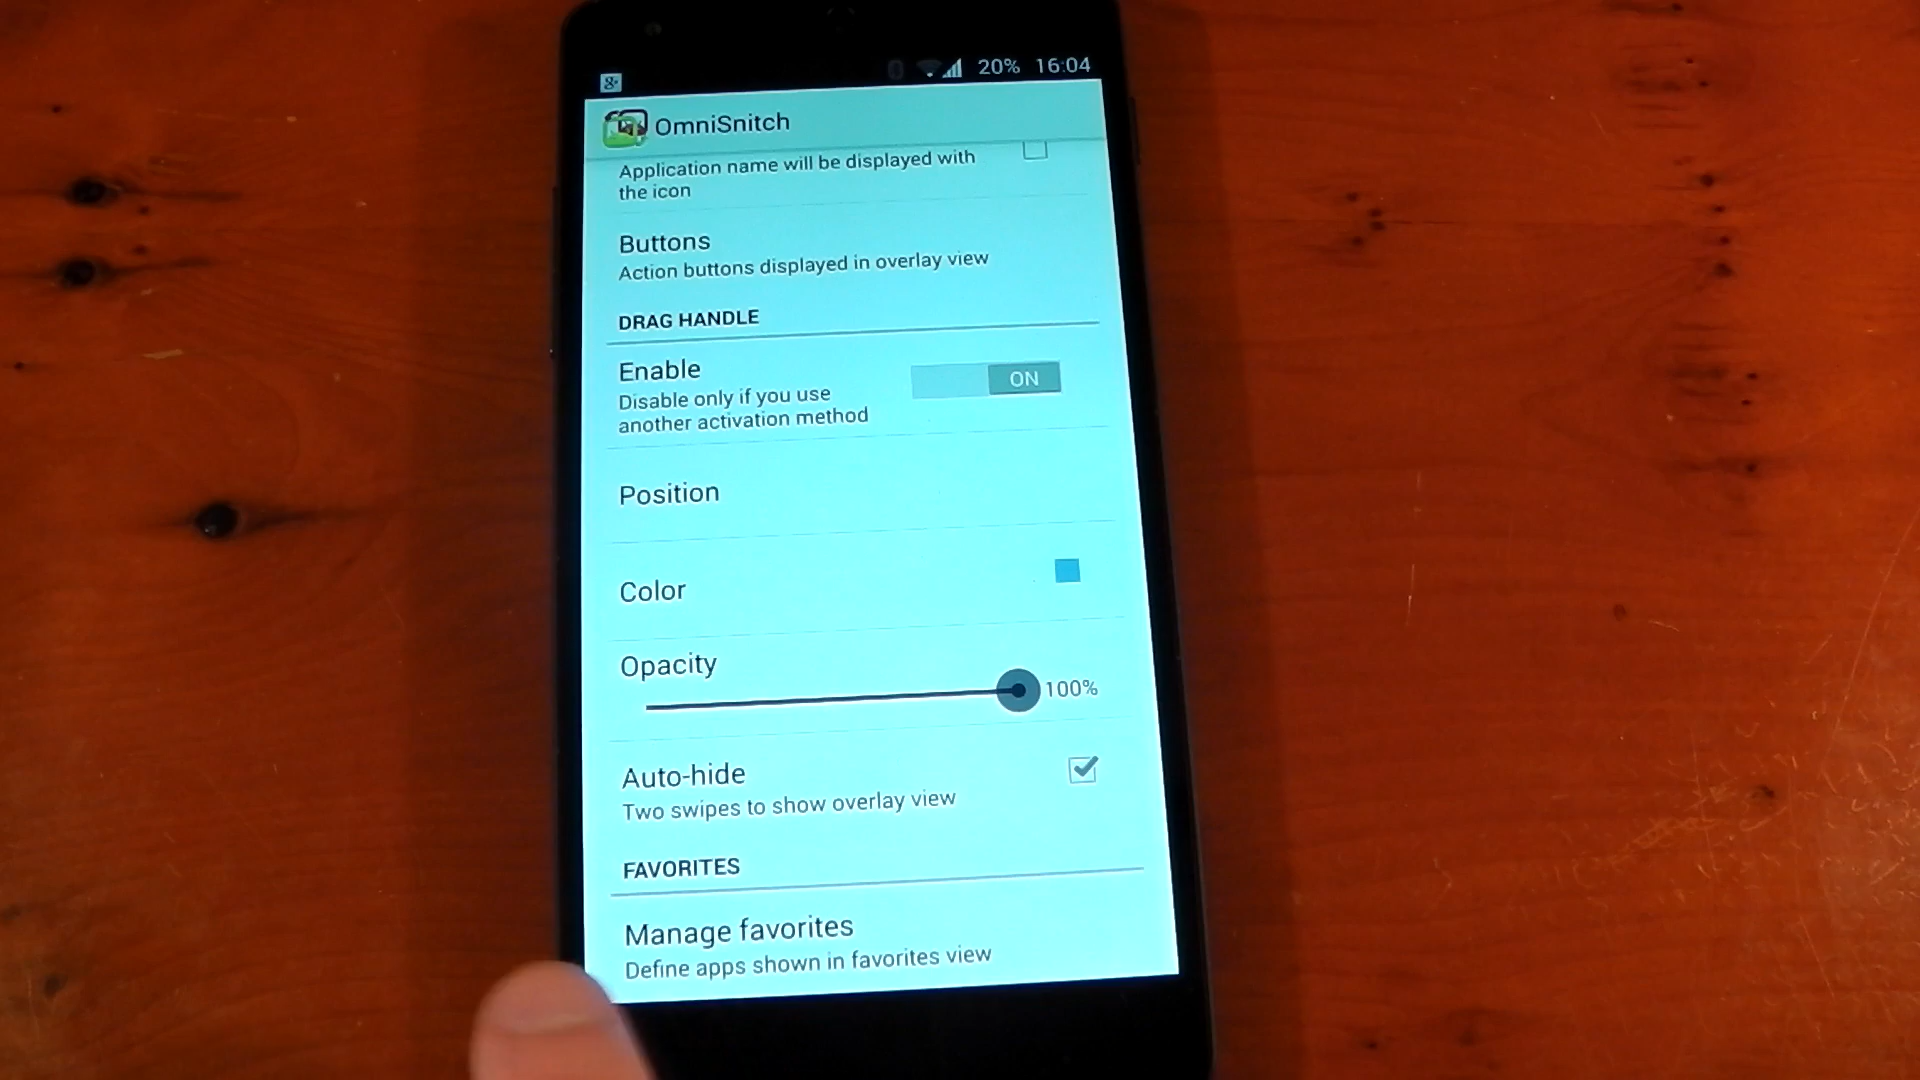 20% 16:04
OmniSnitch
Application name will be displayed with
the icon
Buttons
Action buttons displayed in overlay view
DRAG HANDLE
Enable
ON
Disable only if you use
another activation method
Position
Color
Opacity
100%
Auto-hide
Two swipes to show overlay view
FAVORITES
Manage favorites
Define apps shown in favorites view